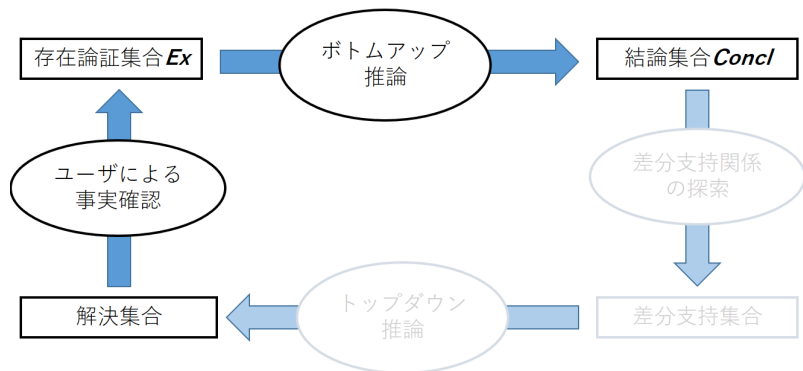 存在論証集合Ex
ボトムアップ
推論
結論集合Concl
ユーザによる
事実確認
差分支持関係
の探索
解決集合
トップダウン
推論
差分支持集合